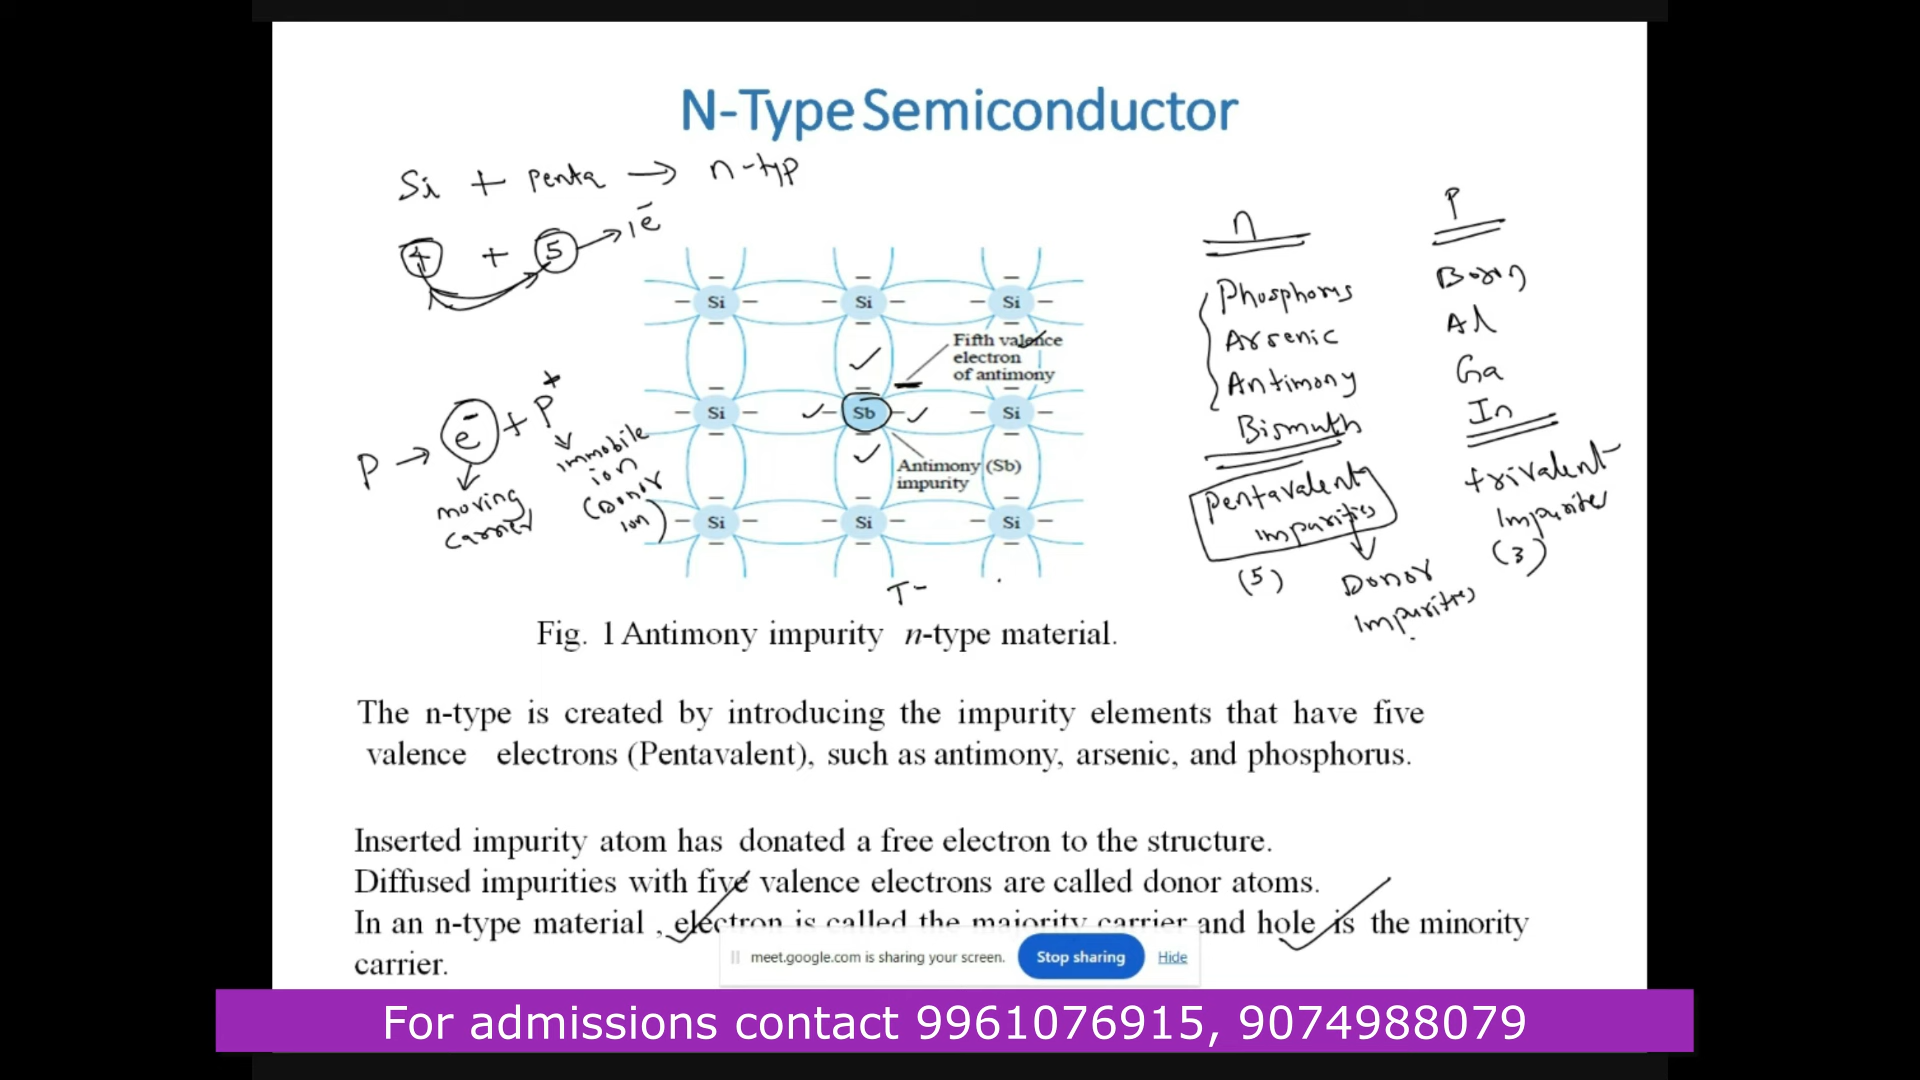 N-Type Semiconductor
Si + Penta → n-typ
4 + 5 → 1e⁻
n
Phosphorus
Arsenic
Antimony
Bismuth
Pentavalent
impurities
(5)
Donor
Impurities
P
Boron
Al
Ga
In
trivalent
Impurities
(3)
P → e⁻ + P⁺
moving
carrier
immobile
ion
(Donor
ion)
Si Si Si
Fifth valence
electron
of antimony
Si Sb Si
Antimony (Sb)
impurity
Si Si Si
T-
Fig. 1 Antimony impurity n-type material.
The n-type is created by introducing the impurity elements that have five
valence electrons (Pentavalent), such as antimony, arsenic, and phosphorus.
Inserted impurity atom has donated a free electron to the structure.
Diffused impurities with five valence electrons are called donor atoms.
In an n-type material , electron is called the majority carrier and hole is the minority
carrier.
meet.google.com is sharing your screen. Stop sharing Hide
For admissions contact 9961076915, 9074988079